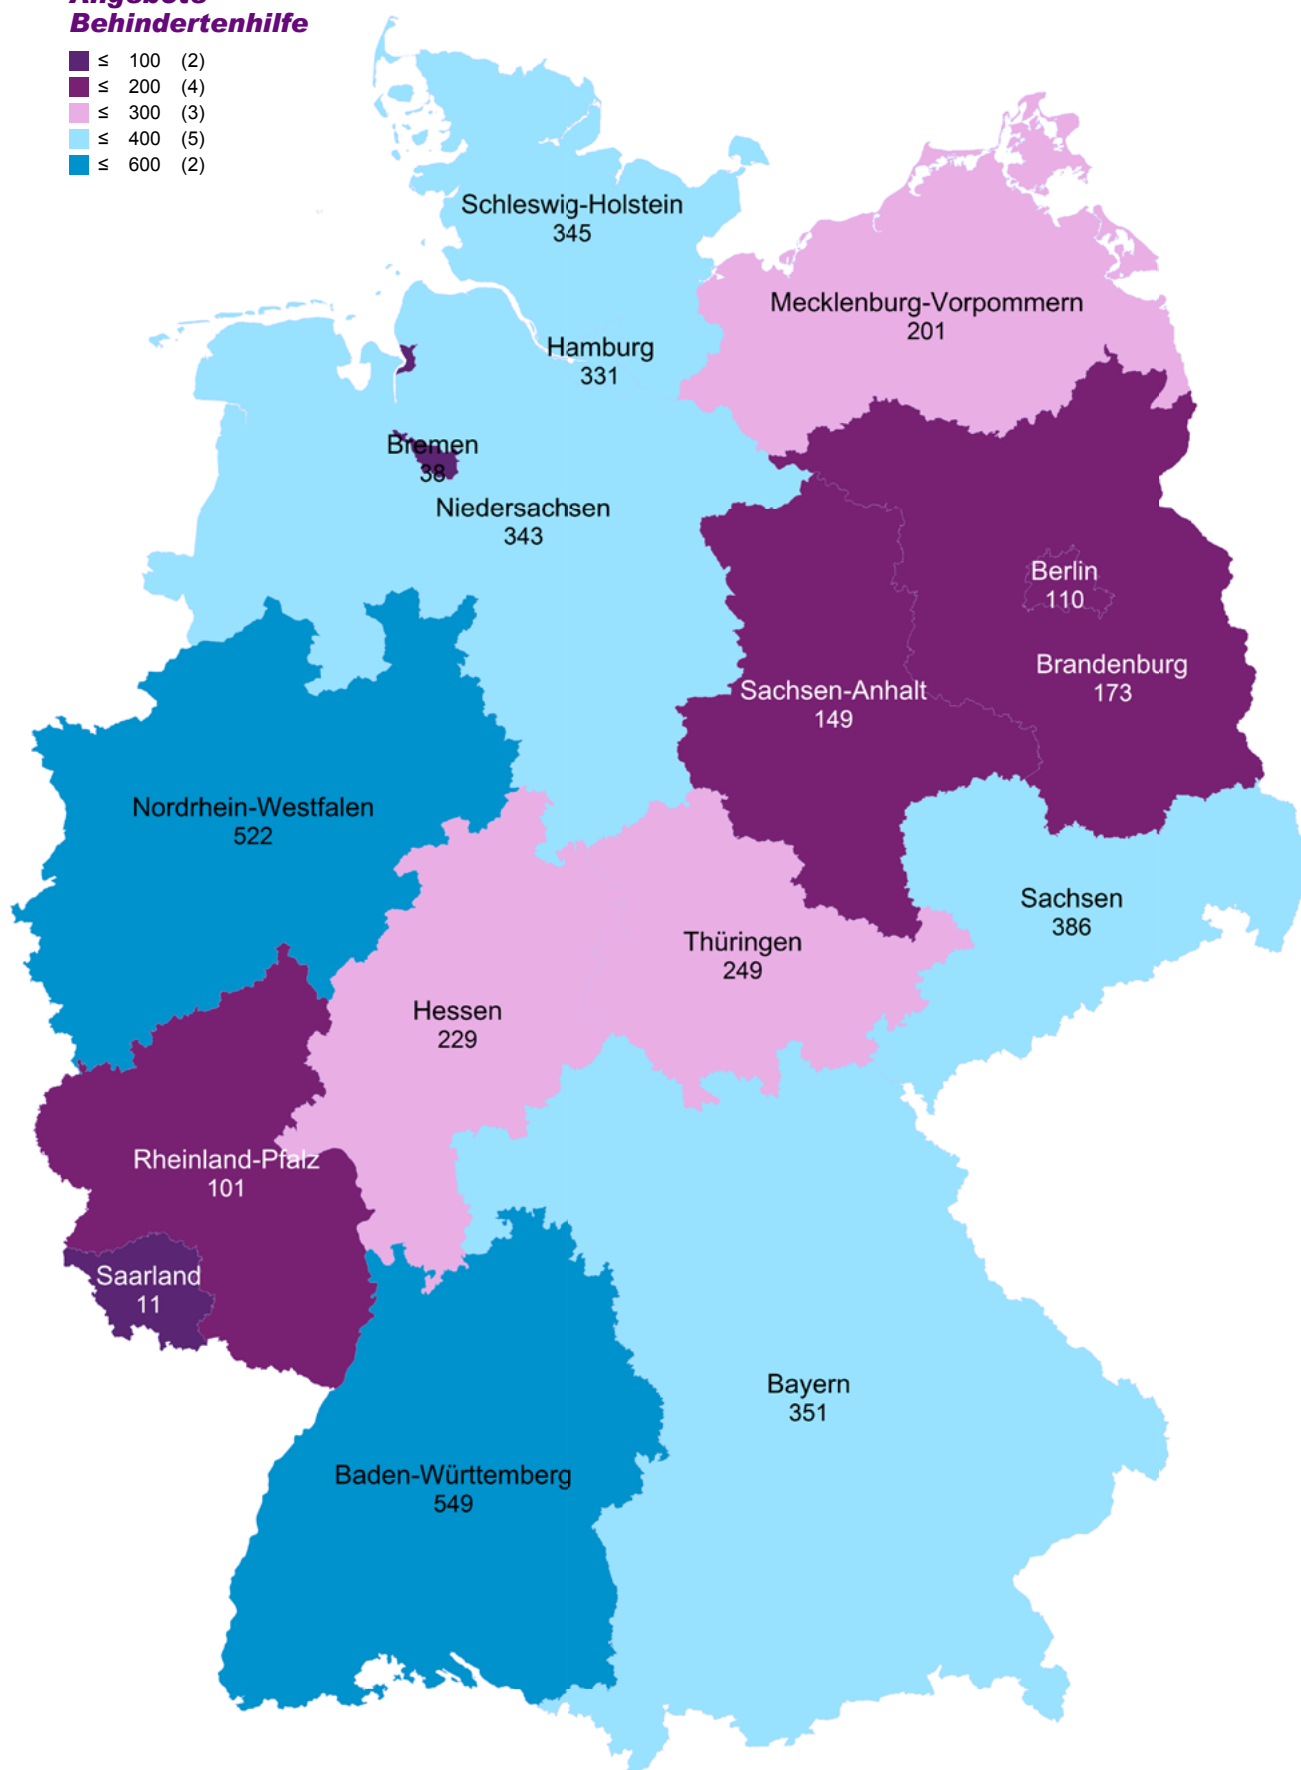 Angebote
Behindertenhilfe
≤ 100 (2)
≤ 200 (4)
≤ 300 (3)
≤ 400 (5)
≤ 600 (2)
Schleswig-Holstein
345
Mecklenburg-Vorpommern
201
Hamburg
331
Bremen
38
Niedersachsen
343
Berlin
110
Brandenburg
173
Sachsen-Anhalt
149
Nordrhein-Westfalen
522
Sachsen
386
Thüringen
249
Hessen
229
Rheinland-Pfalz
101
Saarland
11
Bayern
351
Baden-Württemberg
549